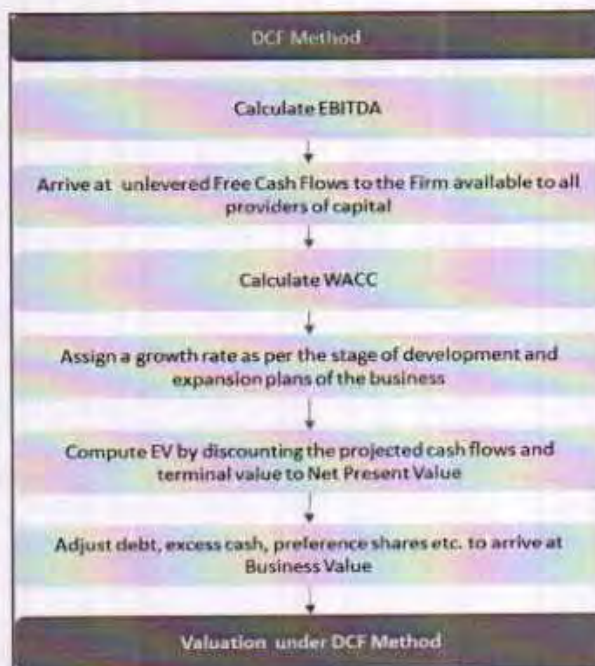 DCF Method
Calculate EBITDA
Arrive at unlevered Free Cash Flows to the Firm available to all
providers of capital
Calculate WACC
Assign a growth rate as per the stage of development and
expansion plans of the business
Compute EV by discounting the projected cash flows and
terminal value to Net Present Value
Adjust debt, excess cash, preference shares etc. to arrive at
Business Value
Valuation under DCF Method